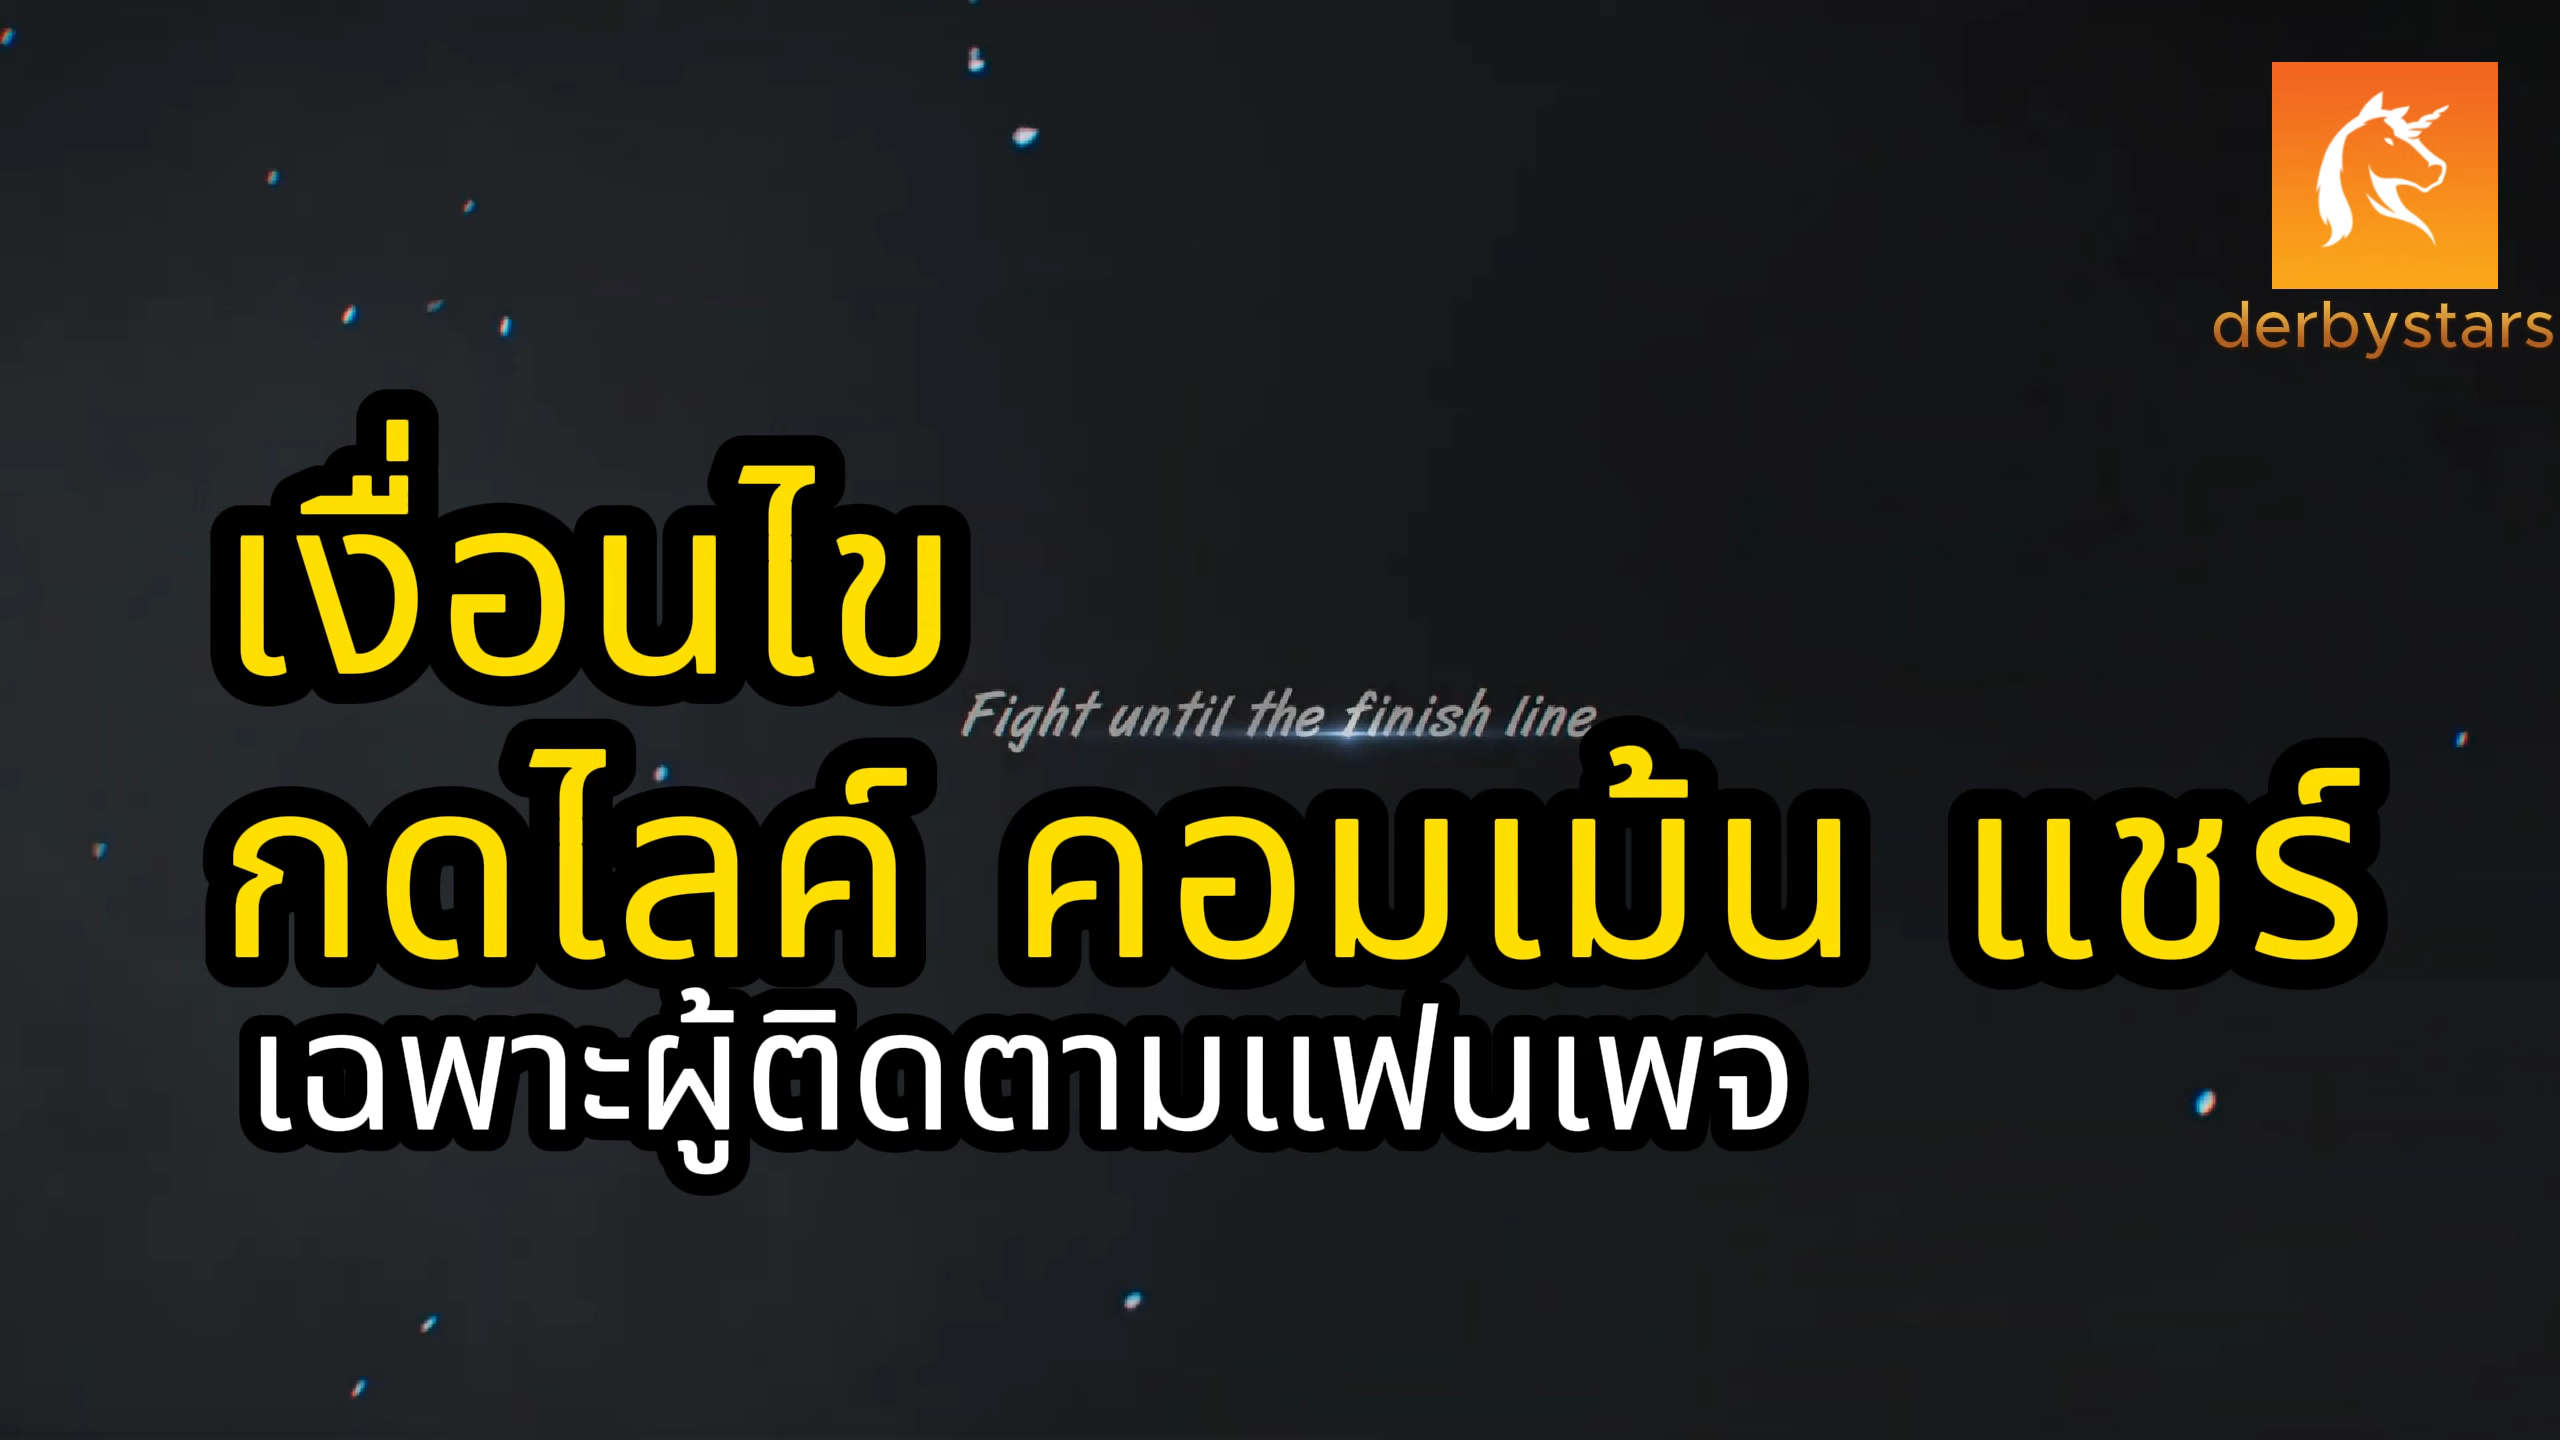 derbystars
เงื่อนไข
Fight until the finish line
กดไลค์ คอมเม้น แชร์
เฉพาะผู้ติดตามแฟนเพจ